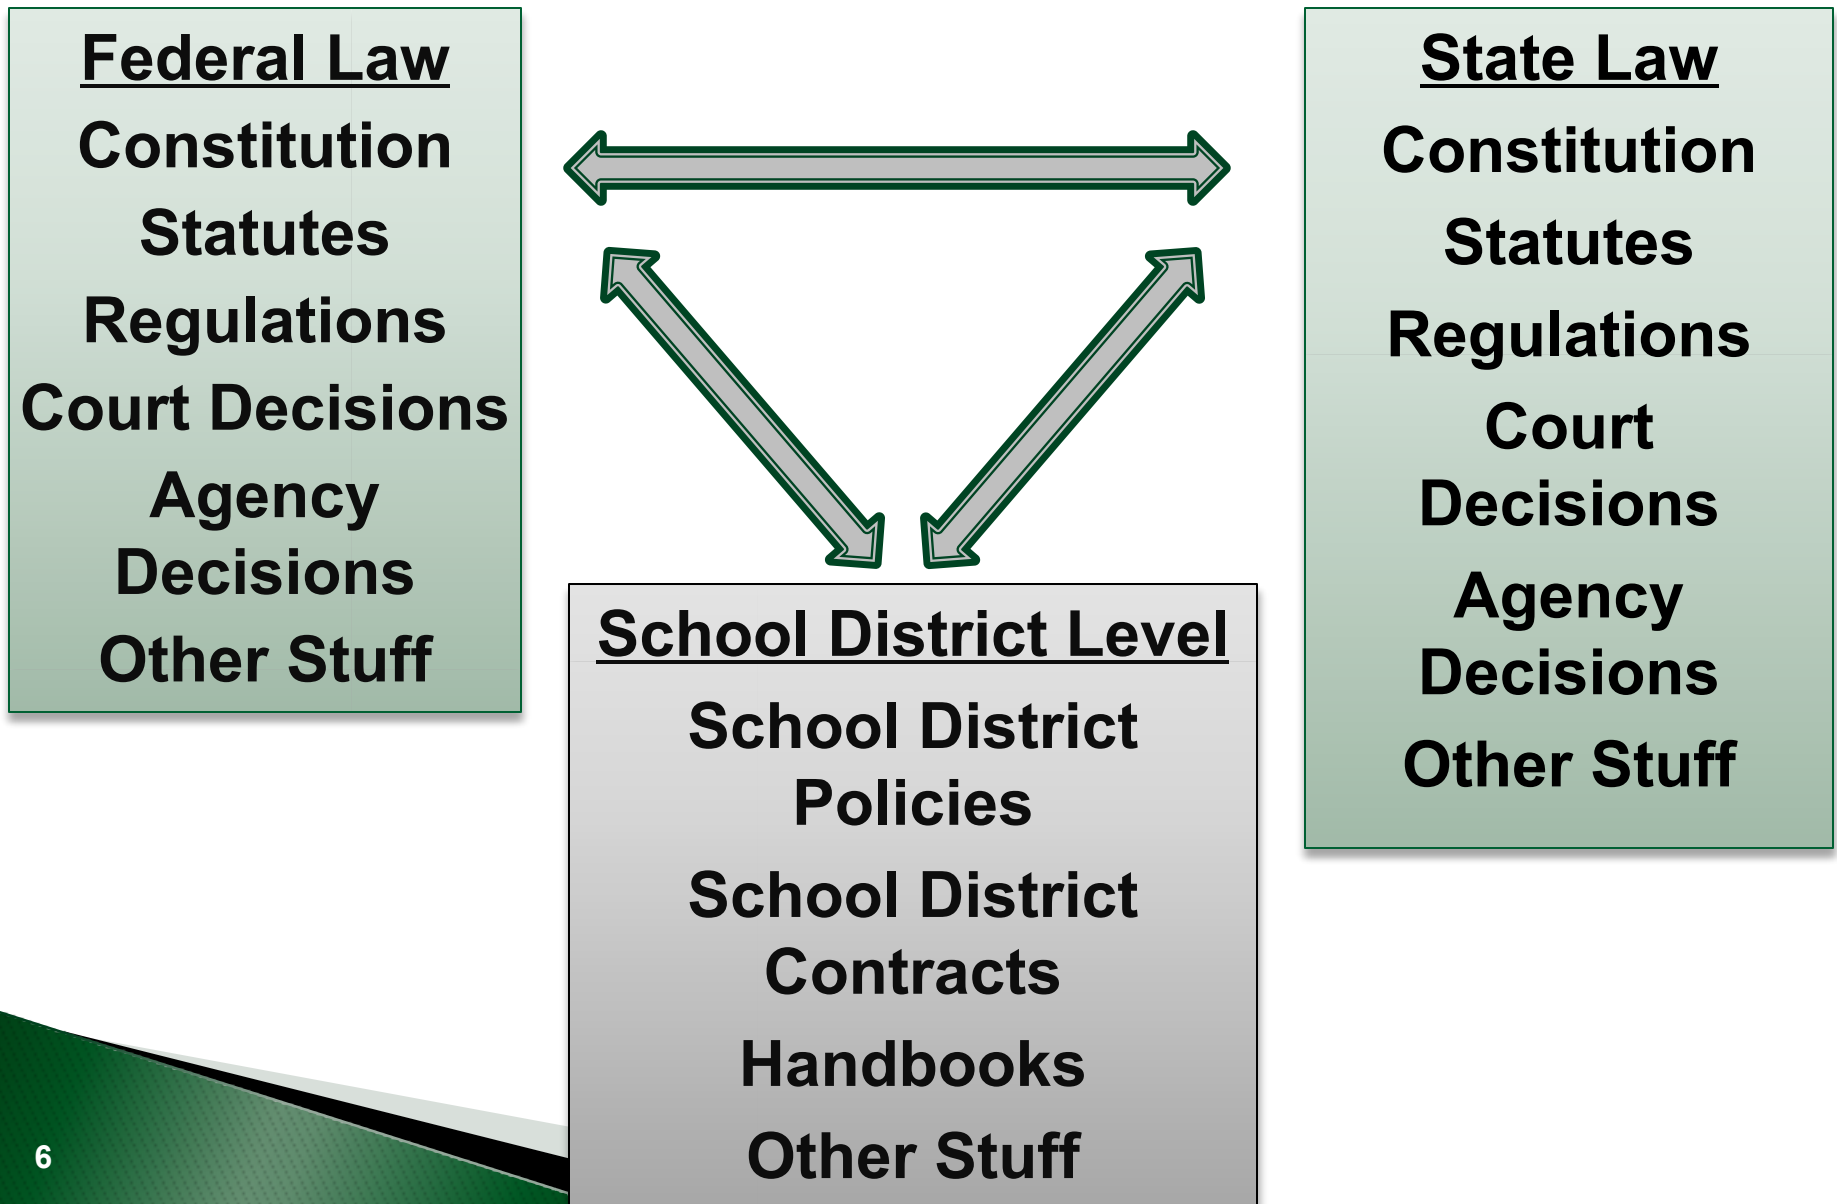 Federal Law
Constitution
Statutes
Regulations
Court Decisions
Agency
Decisions
Other Stuff
State Law
Constitution
Statutes
Regulations
Court
Decisions
Agency
Decisions
Other Stuff
School District Level
School District
Policies
School District
Contracts
Handbooks
Other Stuff
6